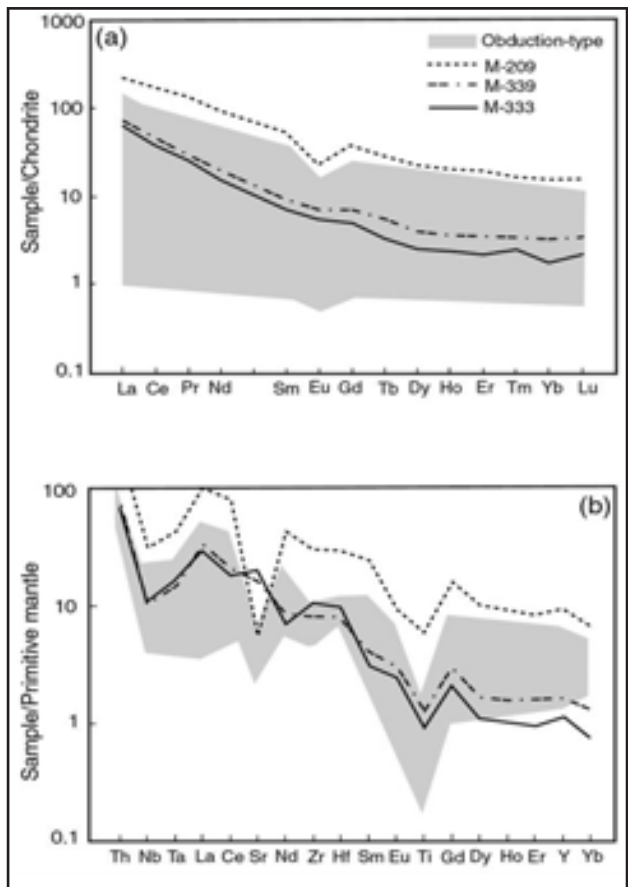 (a)
1000
100
10
1
0.1
Sample/Chondrite
Obduction-type
M-209
M-339
M-333
La Ce Pr Nd Sm Eu Gd Tb Dy Ho Er Tm Yb Lu
(b)
100
10
1
0.1
Sample/Primitive mantle
Th Nb Ta La Ce Sr Nd Zr Hf Sm Eu Ti Gd Dy Ho Er Y Yb